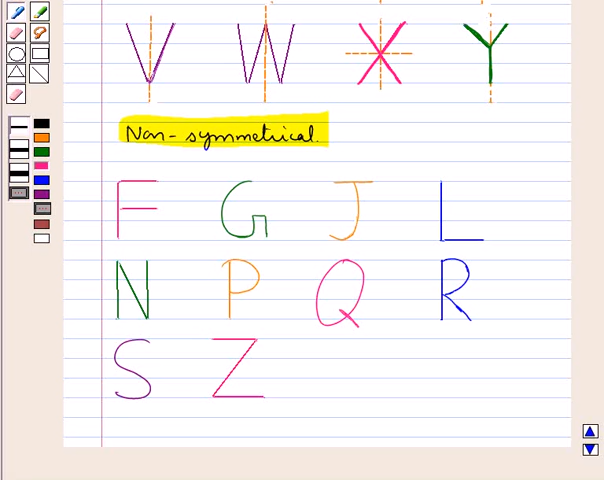 V W X Y
Non-symmetrical.
F G J L
N P Q R
S Z